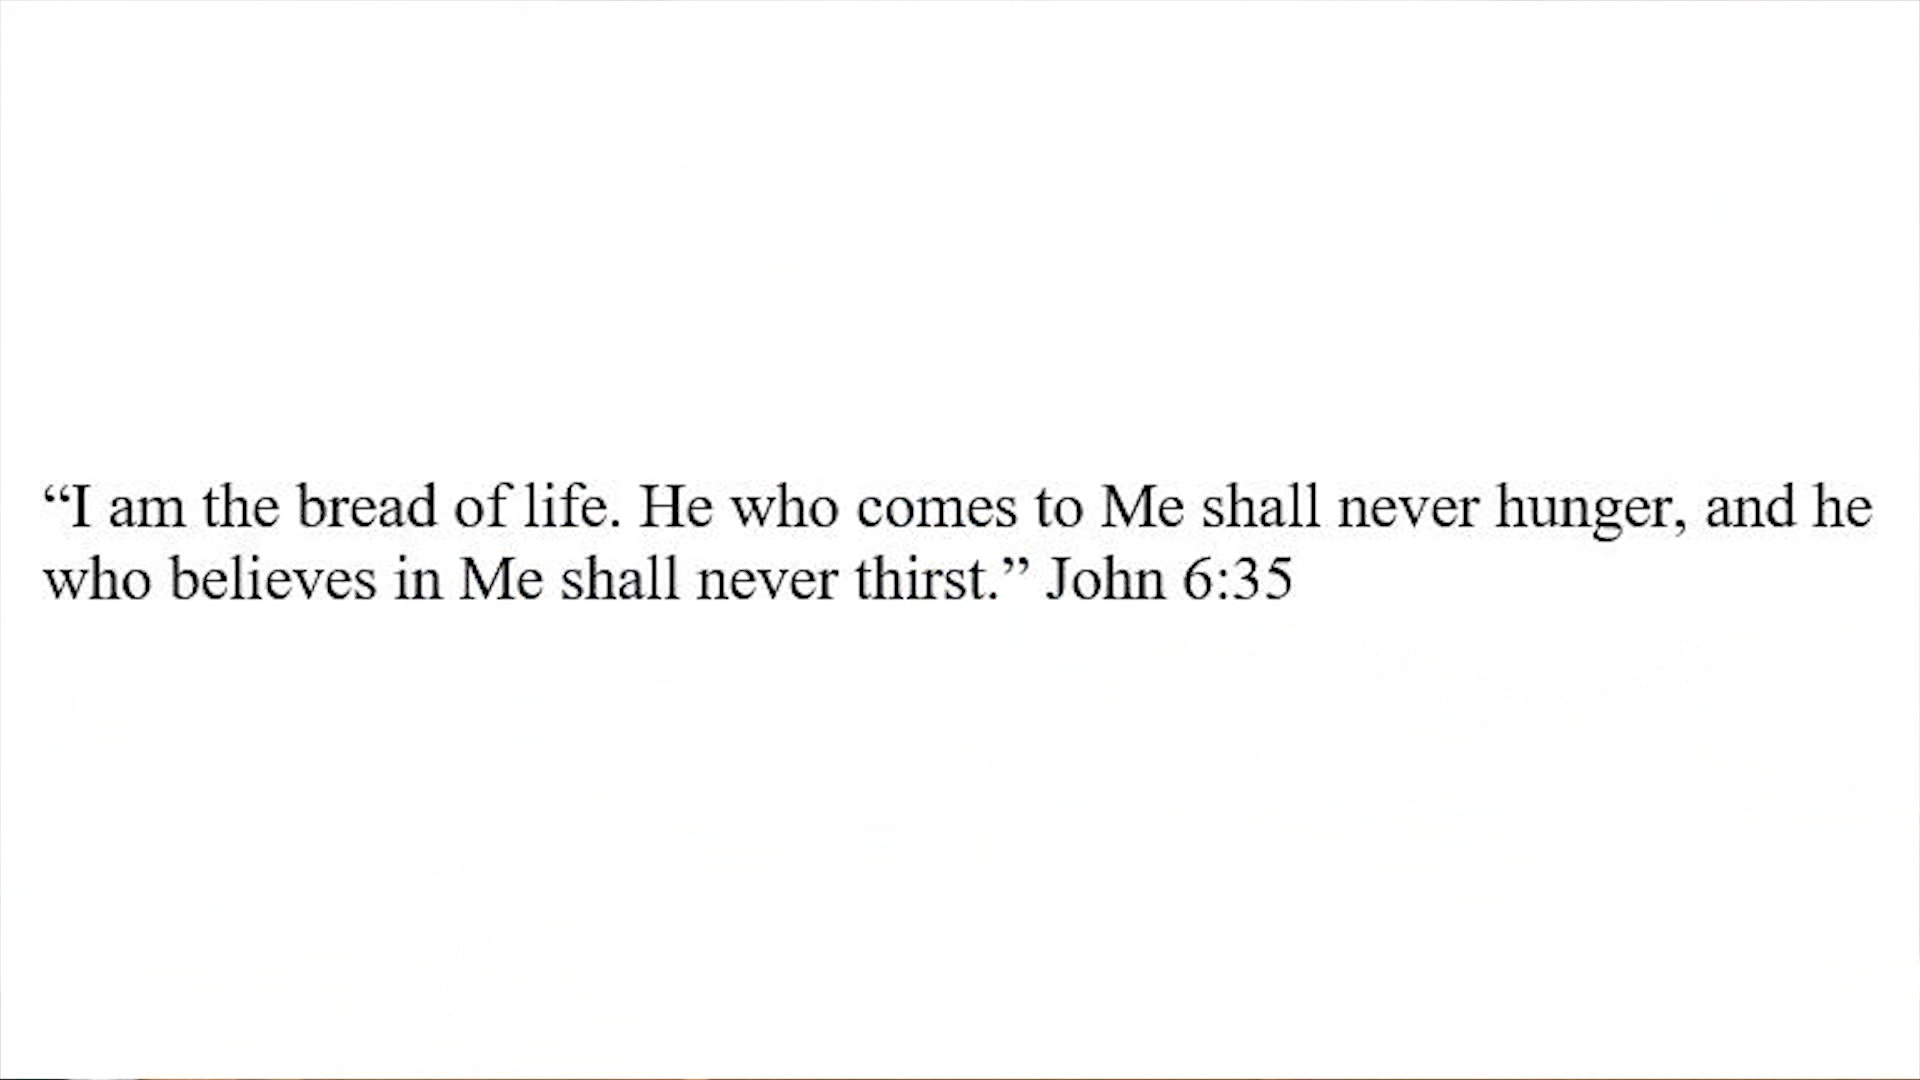 “I am the bread of life. He who comes to Me shall never hunger, and he
who believes in Me shall never thirst.” John 6:35